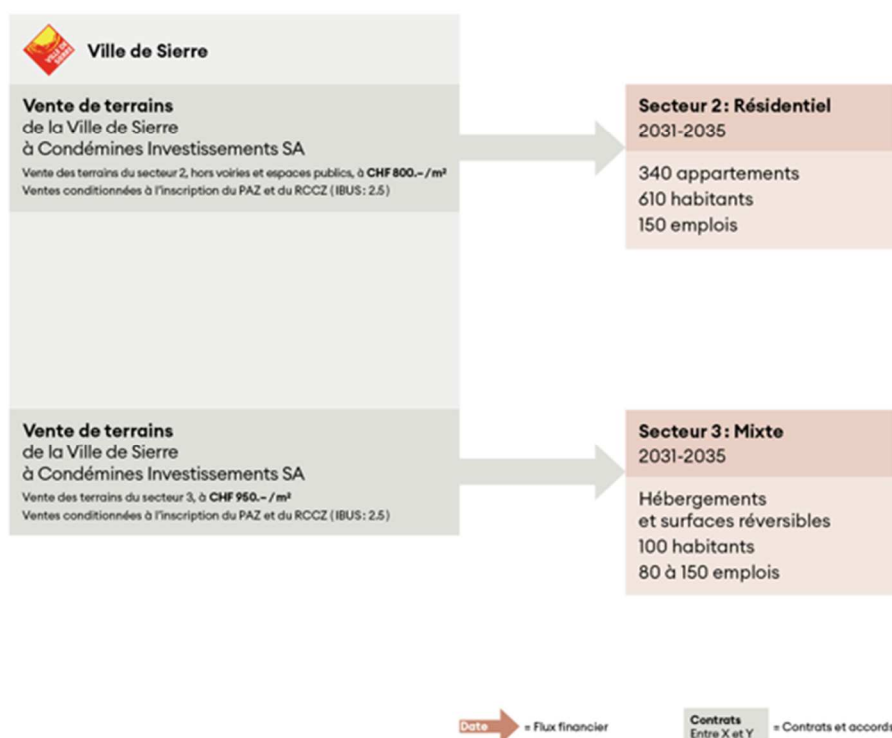 VILLE DE
SIERRE
Ville de Sierre
Vente de terrains
de la Ville de Sierre
à Condémines Investissements SA
Vente des terrains du secteur 2, hors voiries et espaces publics, à CHF 800.–/m²
Ventes conditionnées à l'inscription du PAZ et du RCCZ (IBUS: 2.5)
Secteur 2: Résidentiel
2031-2035
340 appartements
610 habitants
150 emplois
Vente de terrains
de la Ville de Sierre
à Condémines Investissements SA
Vente des terrains du secteur 3, à CHF 950.–/m²
Ventes conditionnées à l'inscription du PAZ et du RCCZ (IBUS: 2.5)
Secteur 3: Mixte
2031-2035
Hébergements
et surfaces réversibles
100 habitants
80 à 150 emplois
Date = Flux financier
Contrats
Entre X et Y
= Contrats et accords